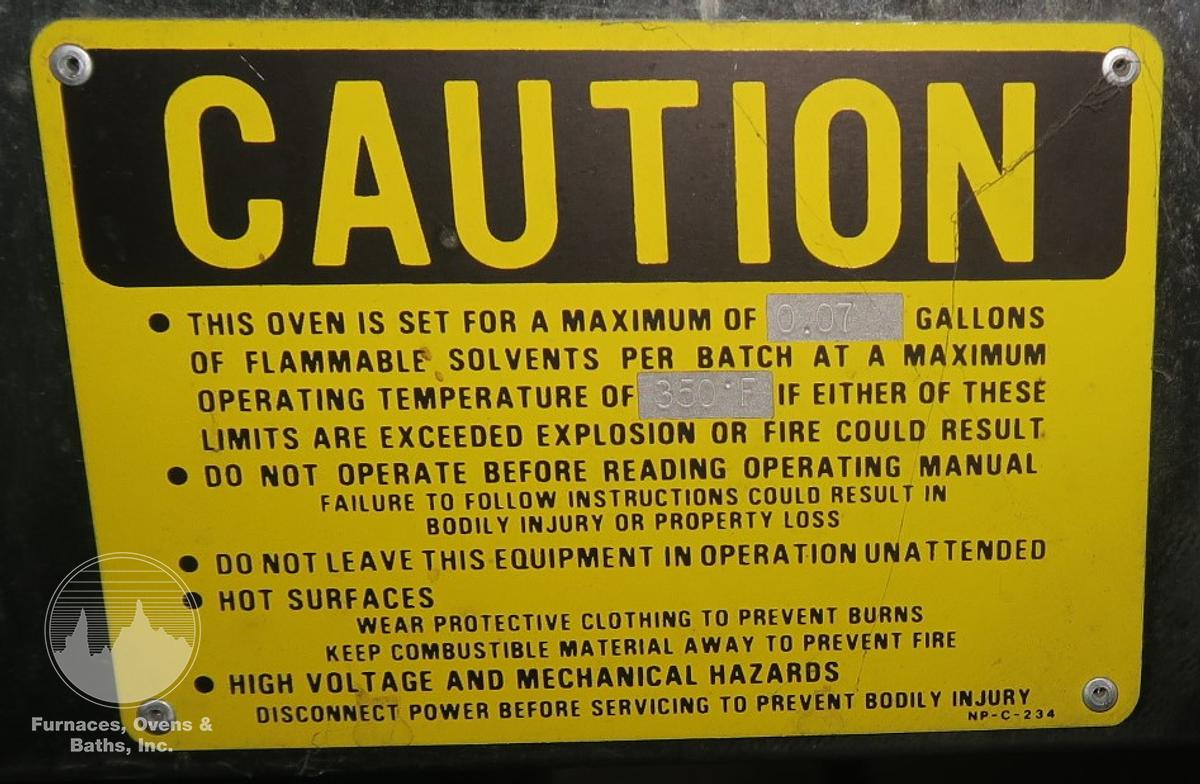 CAUTION
• THIS OVEN IS SET FOR A MAXIMUM OF 0.07 GALLONS
OF FLAMMABLE SOLVENTS PER BATCH AT A MAXIMUM
OPERATING TEMPERATURE OF 350°F IF EITHER OF THESE
LIMITS ARE EXCEEDED EXPLOSION OR FIRE COULD RESULT
• DO NOT OPERATE BEFORE READING OPERATING MANUAL
FAILURE TO FOLLOW INSTRUCTIONS COULD RESULT IN
BODILY INJURY OR PROPERTY LOSS
• DO NOT LEAVE THIS EQUIPMENT IN OPERATION UNATTENDED
• HOT SURFACES
WEAR PROTECTIVE CLOTHING TO PREVENT BURNS
KEEP COMBUSTIBLE MATERIAL AWAY TO PREVENT FIRE
• HIGH VOLTAGE AND MECHANICAL HAZARDS
DISCONNECT POWER BEFORE SERVICING TO PREVENT BODILY INJURY
NP-C-234
Furnaces, Ovens &
Baths, Inc.